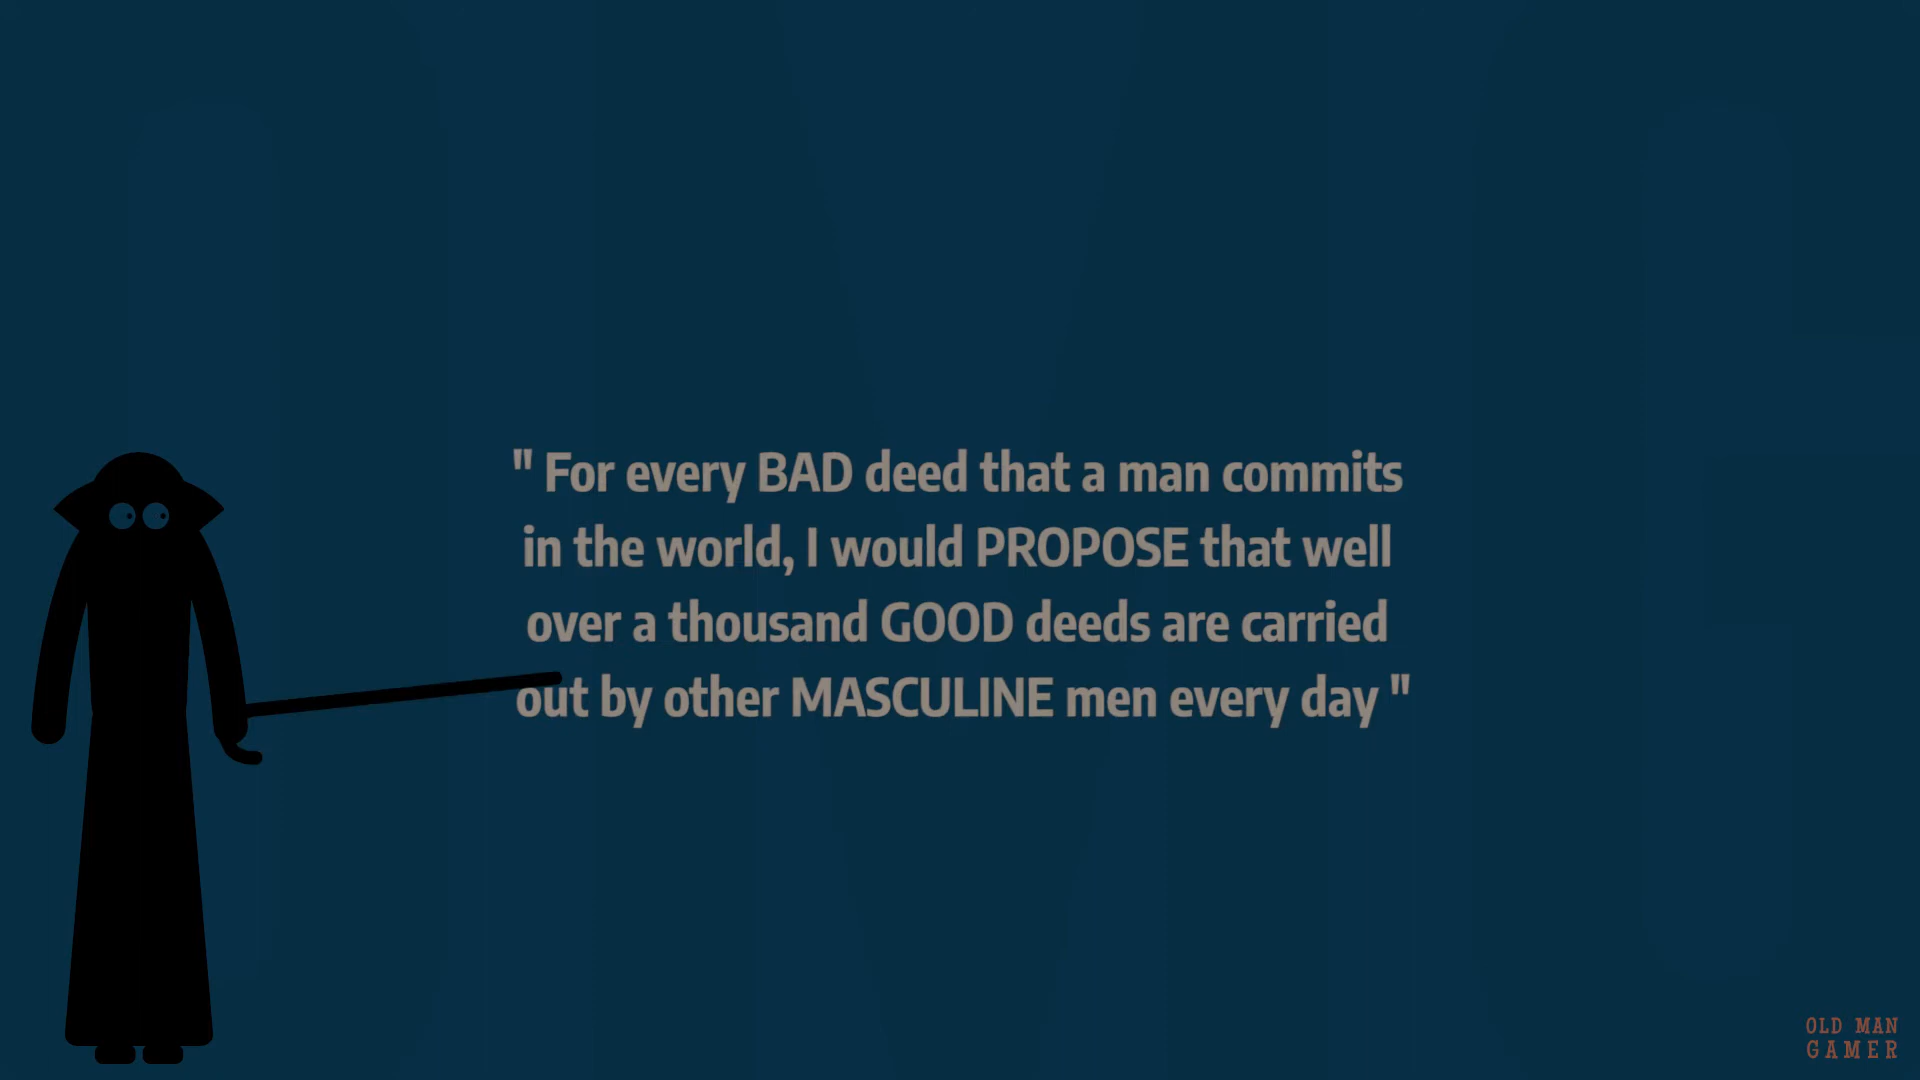 " For every BAD deed that a man commits
in the world, I would PROPOSE that well
over a thousand GOOD deeds are carried
out by other MASCULINE men every day "
OLD MAN
GAMER